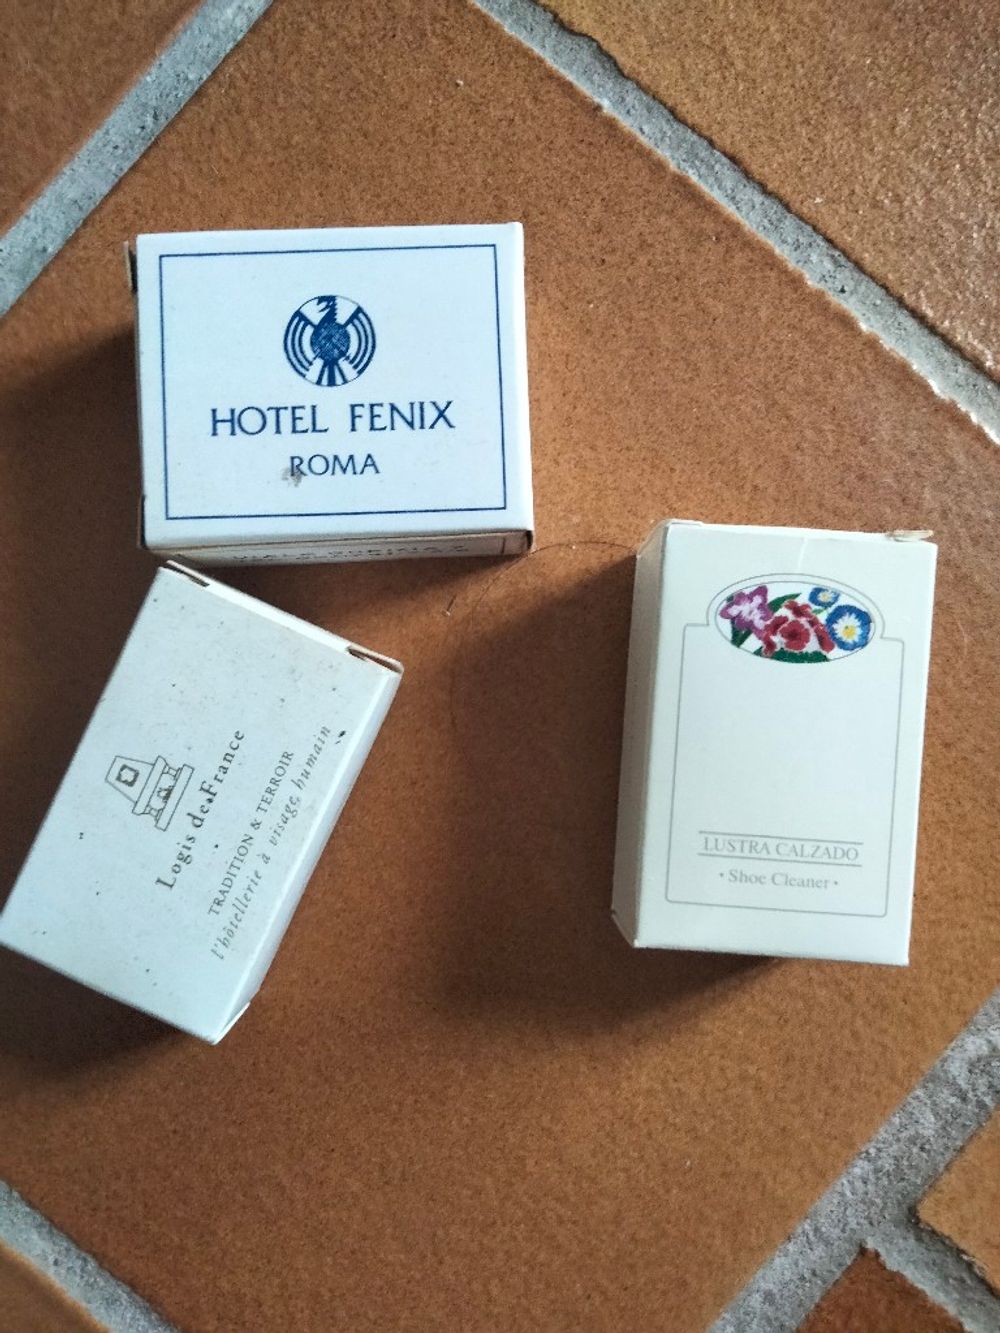 HOTEL FENIX
ROMA
Logis de France
TRADITION & TERROIR
l'hôtellerie à visage humain
LUSTRA CALZADO
· Shoe Cleaner ·